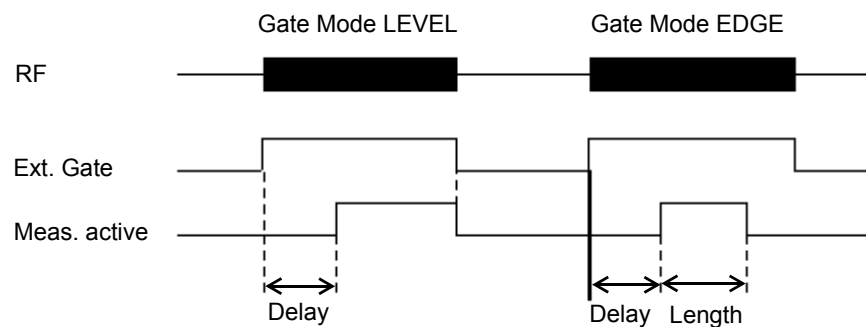 Gate Mode LEVEL Gate Mode EDGE
RF
Ext. Gate
Meas. active
Delay Delay Length